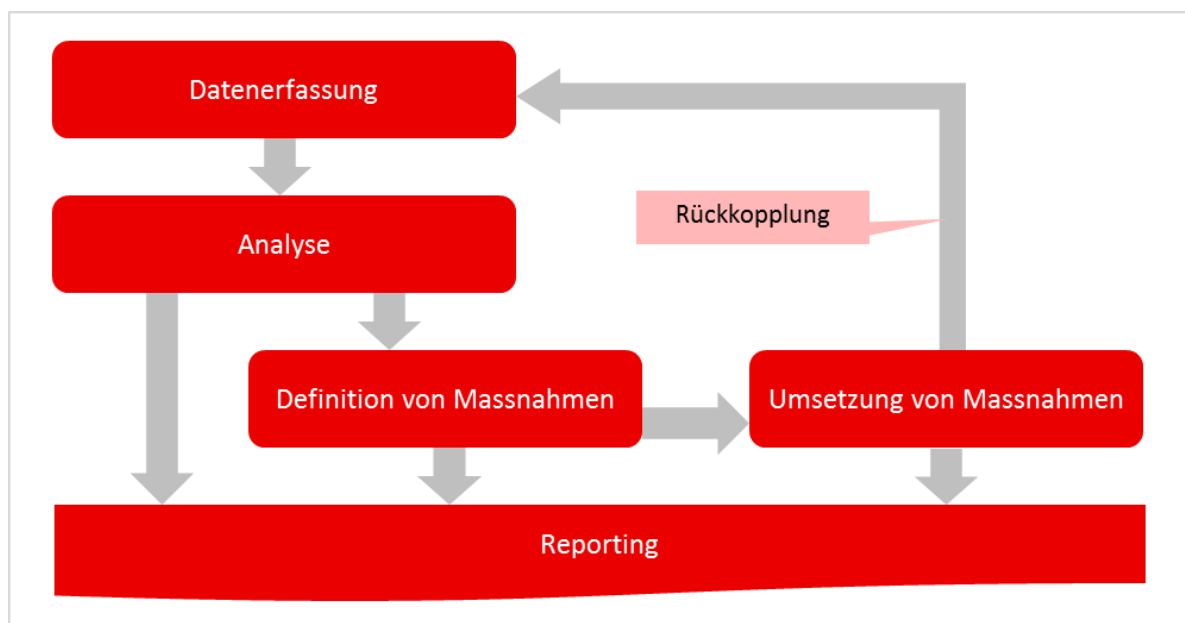 Datenerfassung
Analyse
Rückkopplung
Definition von Massnahmen
Umsetzung von Massnahmen
Reporting